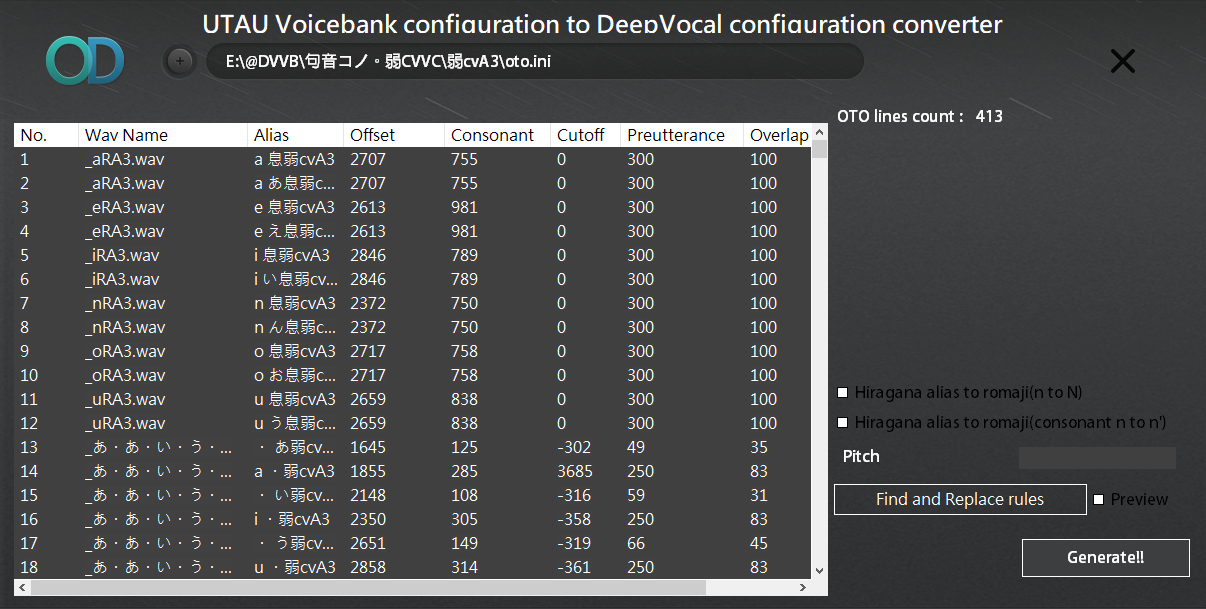 UTAU Voicebank configuration to DeepVocal configuration converter
OD
+ E:\@DVVB\句音コノ。弱CVVC\弱cvA3\oto.ini
OTO lines count : 413
No. Wav Name Alias Offset Consonant Cutoff Preutterance Overlap
1 _aRA3.wav a 息弱cvA3 2707 755 0 300 100
2 _aRA3.wav a あ息弱c... 2707 755 0 300 100
3 _eRA3.wav e 息弱cvA3 2613 981 0 300 100
4 _eRA3.wav e え息弱c... 2613 981 0 300 100
5 _iRA3.wav i 息弱cvA3 2846 789 0 300 100
6 _iRA3.wav i い息弱cv... 2846 789 0 300 100
7 _nRA3.wav n 息弱cvA3 2372 750 0 300 100
8 _nRA3.wav n ん息弱c... 2372 750 0 300 100
9 _oRA3.wav o 息弱cvA3 2717 758 0 300 100
10 _oRA3.wav o お息弱c... 2717 758 0 300 100
11 _uRA3.wav u 息弱cvA3 2659 838 0 300 100
12 _uRA3.wav u う息弱c... 2659 838 0 300 100
13 _あ・あ・い・う・... ・ あ弱cv... 1645 125 -302 49 35
14 _あ・あ・い・う・... a ・弱cvA3 1855 285 3685 250 83
15 _あ・あ・い・う・... ・ い弱cv... 2148 108 -316 59 31
16 _あ・あ・い・う・... i ・弱cvA3 2350 305 -358 250 83
17 _あ・あ・い・う・... ・ う弱cv... 2651 149 -319 66 45
18 _あ・あ・い・う・... u ・弱cvA3 2858 314 -361 250 83
Hiragana alias to romaji(n to N)
Hiragana alias to romaji(consonant n to n')
Pitch
Find and Replace rules Preview
Generate!!